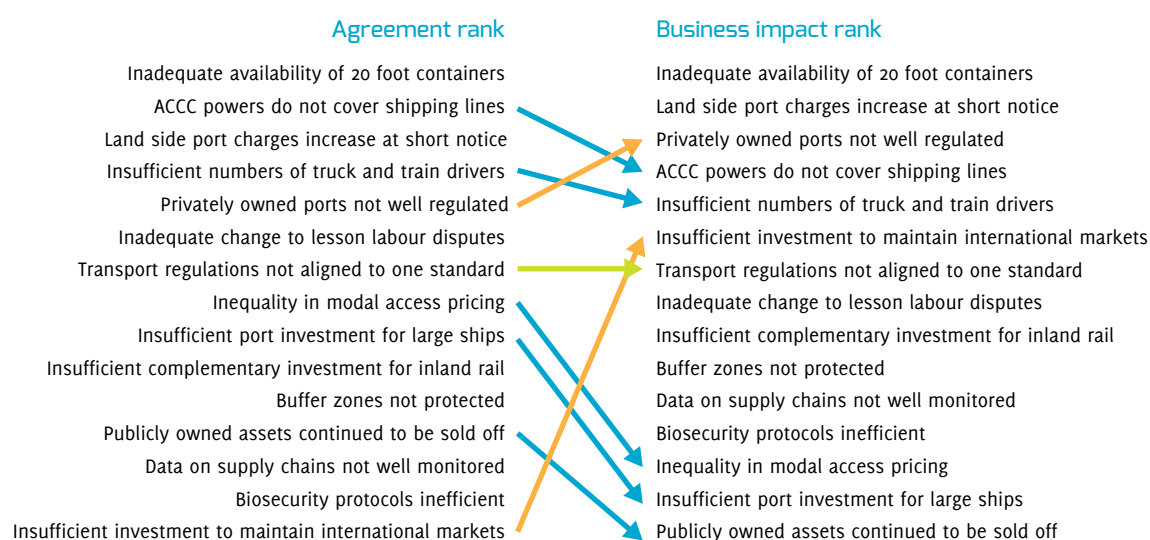 Agreement rank
Inadequate availability of 20 foot containers
ACCC powers do not cover shipping lines
Land side port charges increase at short notice
Insufficient numbers of truck and train drivers
Privately owned ports not well regulated
Inadequate change to lesson labour disputes
Transport regulations not aligned to one standard
Inequality in modal access pricing
Insufficient port investment for large ships
Insufficient complementary investment for inland rail
Buffer zones not protected
Publicly owned assets continued to be sold off
Data on supply chains not well monitored
Biosecurity protocols inefficient
Insufficient investment to maintain international markets
Business impact rank
Inadequate availability of 20 foot containers
Land side port charges increase at short notice
Privately owned ports not well regulated
ACCC powers do not cover shipping lines
Insufficient numbers of truck and train drivers
Insufficient investment to maintain international markets
Transport regulations not aligned to one standard
Inadequate change to lesson labour disputes
Insufficient complementary investment for inland rail
Buffer zones not protected
Data on supply chains not well monitored
Biosecurity protocols inefficient
Inequality in modal access pricing
Insufficient port investment for large ships
Publicly owned assets continued to be sold off